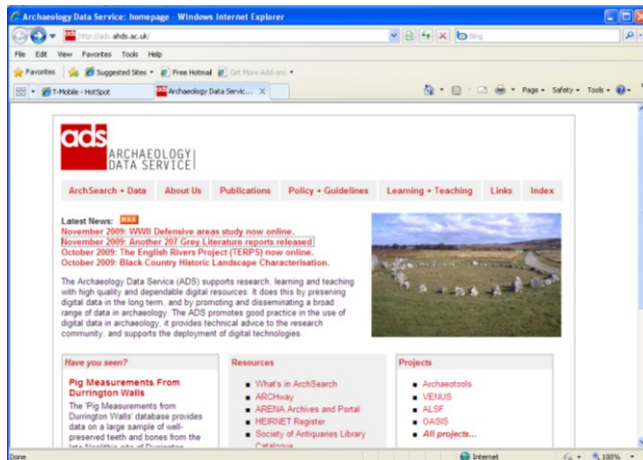 Archaeology Data Service: homepage - Windows Internet Explorer
http://ads.ahds.ac.uk/
Bing
File Edit View Favorites Tools Help
Favorites Suggested Sites Free Hotmail Get More Add-ons
T-Mobile - HotSpot Archaeology Data Servic... X Page Safety Tools
ads
ARCHAEOLOGY
DATA SERVICE
ArchSearch + Data About Us Publications Policy + Guidelines Learning + Teaching Links Index
Latest News: RSS
November 2009: WWII Defensive areas study now online.
November 2009: Another 207 Grey Literature reports released
October 2009: The English Rivers Project (TERPS) now online.
October 2009: Black Country Historic Landscape Characterisation.
The Archaeology Data Service (ADS) supports research, learning and teaching
with high quality and dependable digital resources. It does this by preserving
digital data in the long term, and by promoting and disseminating a broad
range of data in archaeology. The ADS promotes good practice in the use of
digital data in archaeology, it provides technical advice to the research
community, and supports the deployment of digital technologies.
Have you seen?
Pig Measurements From
Durrington Walls
The 'Pig Measurements from
Durrington Walls' database provides
data on a large sample of well-
preserved teeth and bones from the
late Neolithic site of Durrington
Resources
What's in ArchSearch
ARCHway
ARENA Archives and Portal
HEIRNET Register
Society of Antiquaries Library
Catalogue
Projects
Archaeotools
VENUS
ALSF
OASIS
All projects...
Done Internet 100%